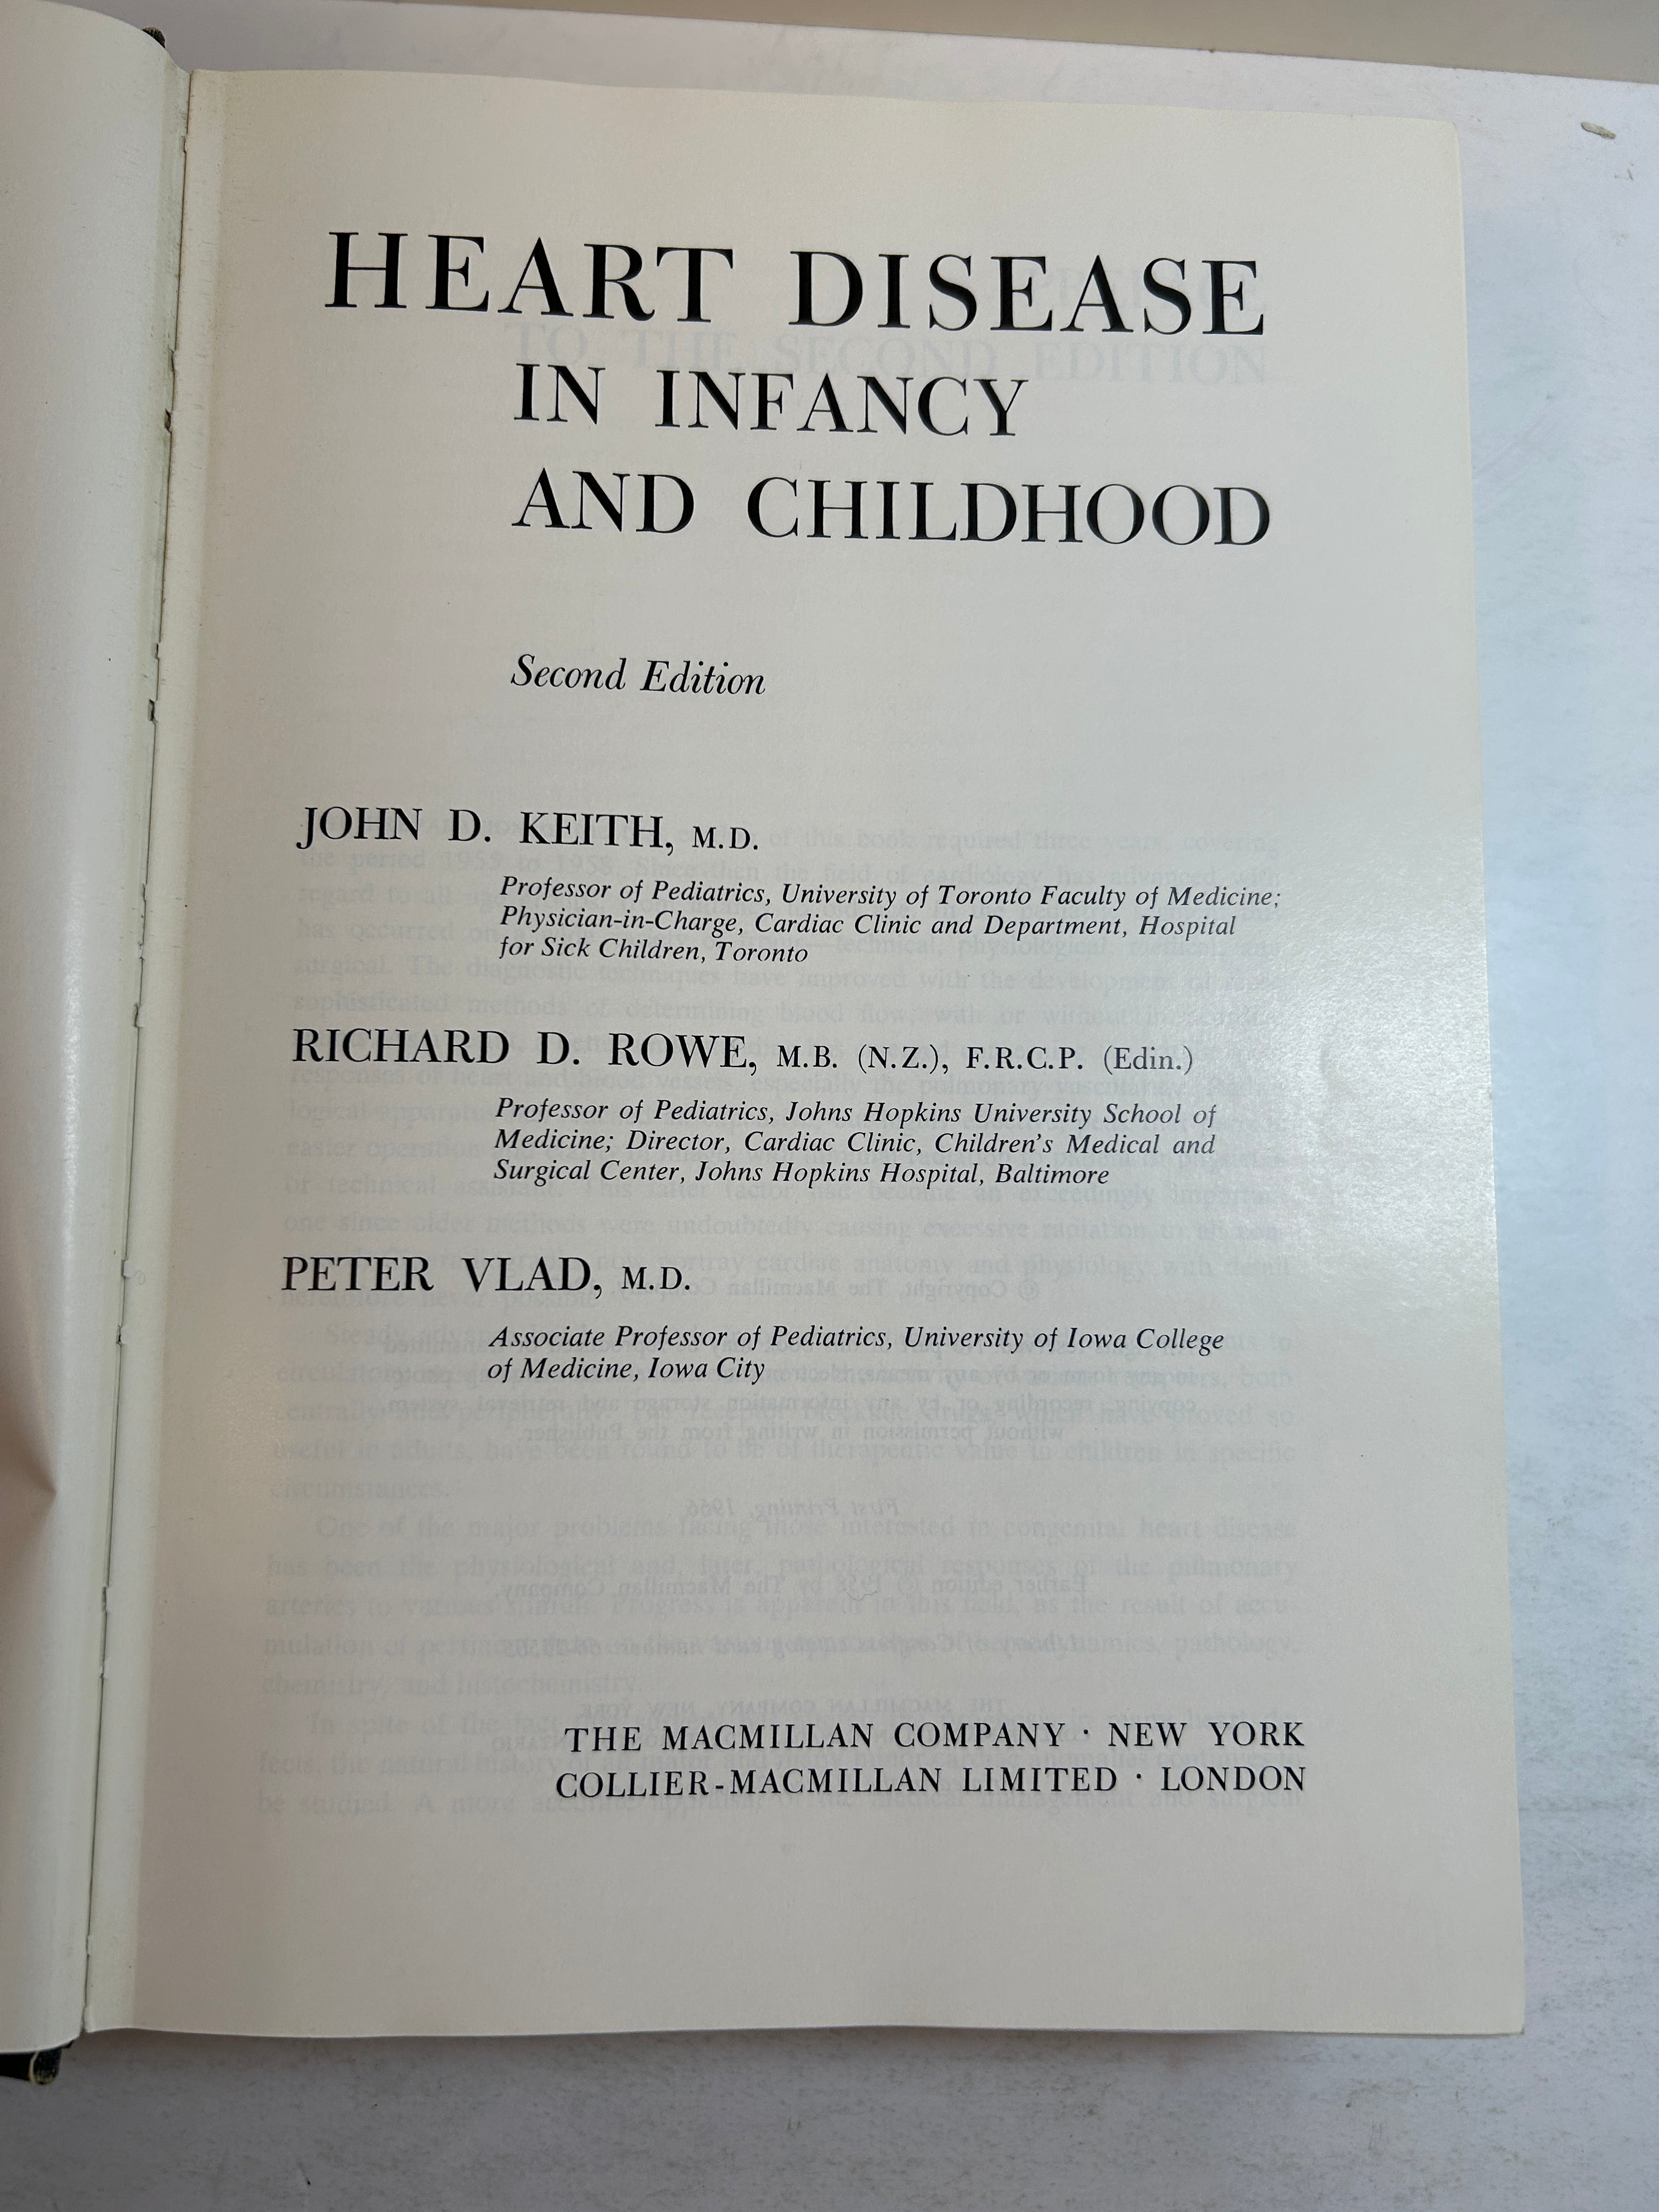 HEART DISEASE
IN INFANCY
AND CHILDHOOD
Second Edition
JOHN D. KEITH, M.D.
Professor of Pediatrics, University of Toronto Faculty of Medicine;
Physician-in-Charge, Cardiac Clinic and Department, Hospital
for Sick Children, Toronto
RICHARD D. ROWE, M.B. (N.Z.), F.R.C.P. (Edin.)
Professor of Pediatrics, Johns Hopkins University School of
Medicine; Director, Cardiac Clinic, Children's Medical and
Surgical Center, Johns Hopkins Hospital, Baltimore
PETER VLAD, M.D.
Associate Professor of Pediatrics, University of Iowa College
of Medicine, Iowa City
THE MACMILLAN COMPANY · NEW YORK
COLLIER-MACMILLAN LIMITED · LONDON